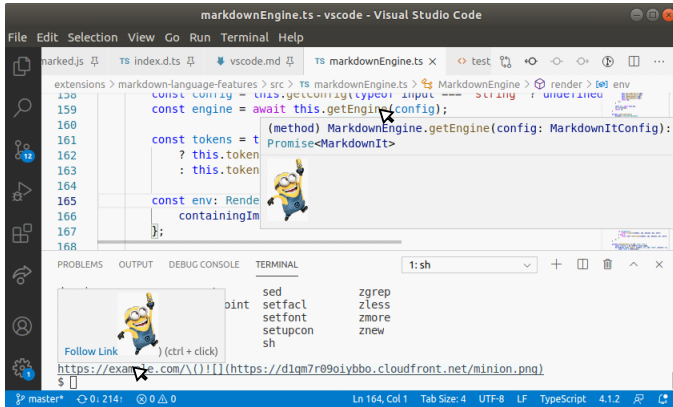 markdownEngine.ts - vscode - Visual Studio Code
File Edit Selection View Go Run Terminal Help
marked.js
TS index.d.ts
vscode.md
TS markdownEngine.ts ×
test
extensions > markdown-language-features > src > TS markdownEngine.ts > MarkdownEngine > render > env
158 const config = this.getConfig(typeof input === 'string' ? undefined
159 const engine = await this.getEngine(config);
160
161 const tokens = t
162 ? this.token
163 : this.token
164
165 const env: Rende
166 containingIm
167 };
168
(method) MarkdownEngine.getEngine(config: MarkdownItConfig):
Promise<MarkdownIt>
12
PROBLEMS OUTPUT DEBUG CONSOLE TERMINAL 1: sh
sed zgrep
oint setfacl zless
setfont zmore
setupcon znew
sh
Follow Link ) (ctrl + click)
https://example.com/\()![](https://d1qm7r09oiybbo.cloudfront.net/minion.png)
$
1
master* 0↓ 214↑ 0 0 Ln 164, Col 1 Tab Size: 4 UTF-8 LF TypeScript 4.1.2